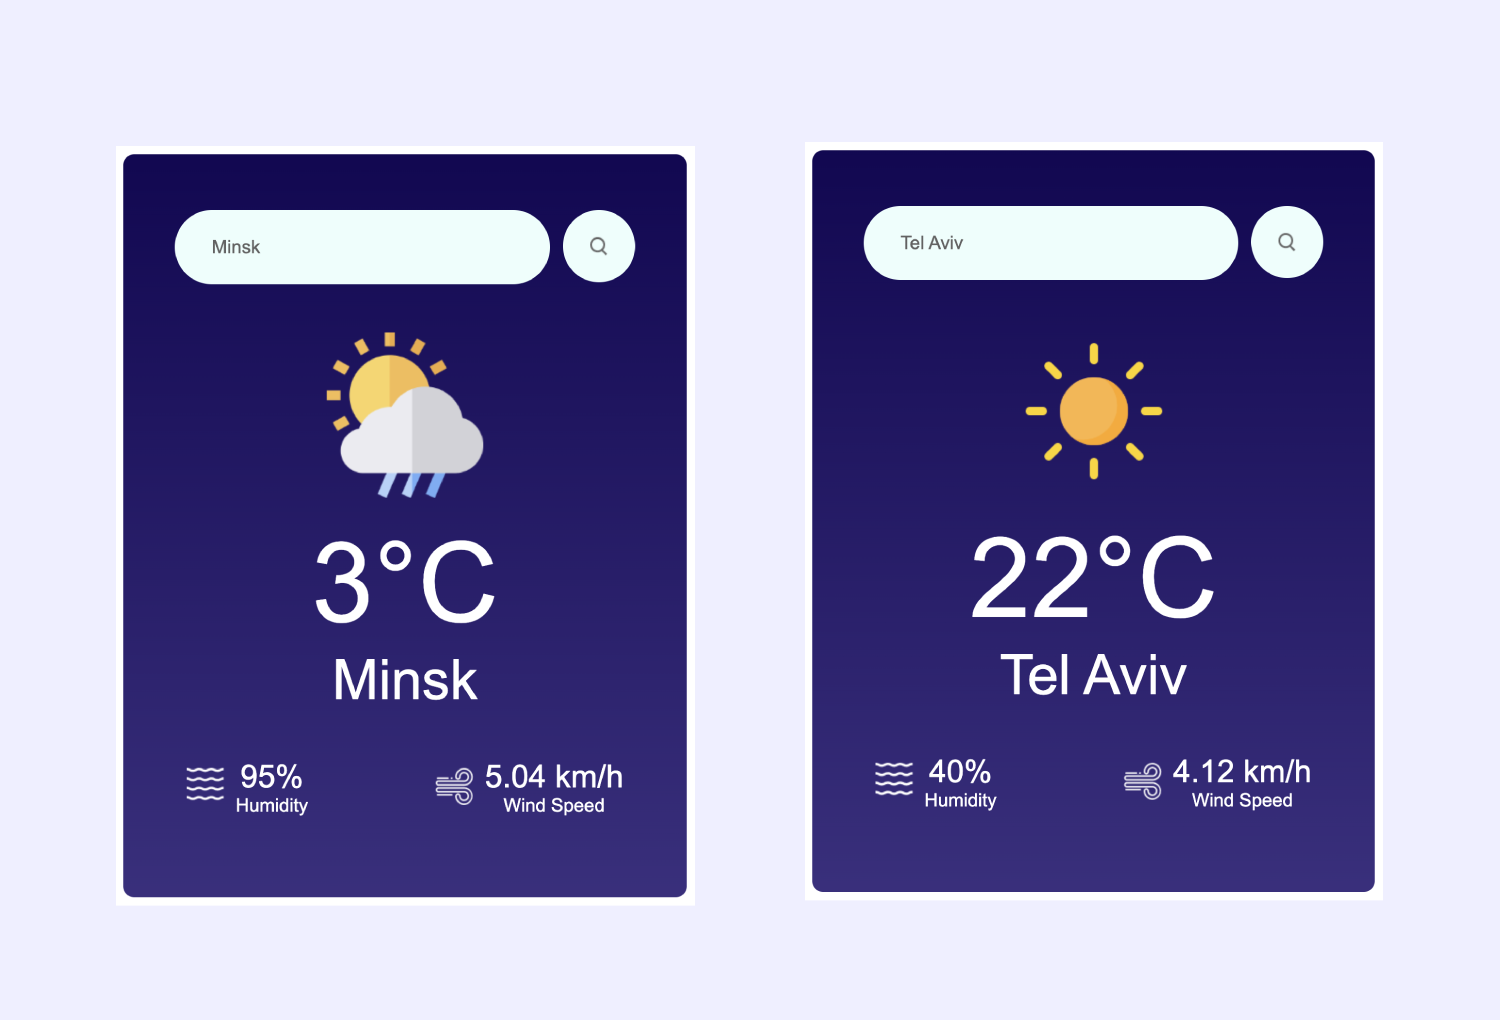 Minsk
3°C
Minsk
95%
Humidity
5.04 km/h
Wind Speed
Tel Aviv
22°C
Tel Aviv
40%
Humidity
4.12 km/h
Wind Speed